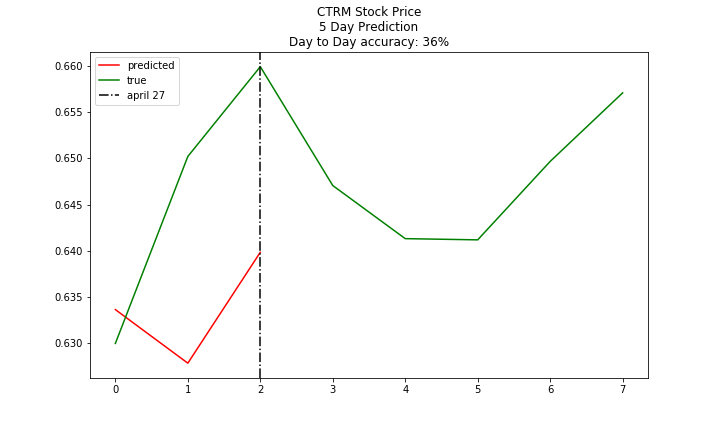 CTRM Stock Price
5 Day Prediction
Day to Day accuracy: 36%
predicted
true
april 27
0.660
0.655
0.650
0.645
0.640
0.635
0.630
0 1 2 3 4 5 6 7